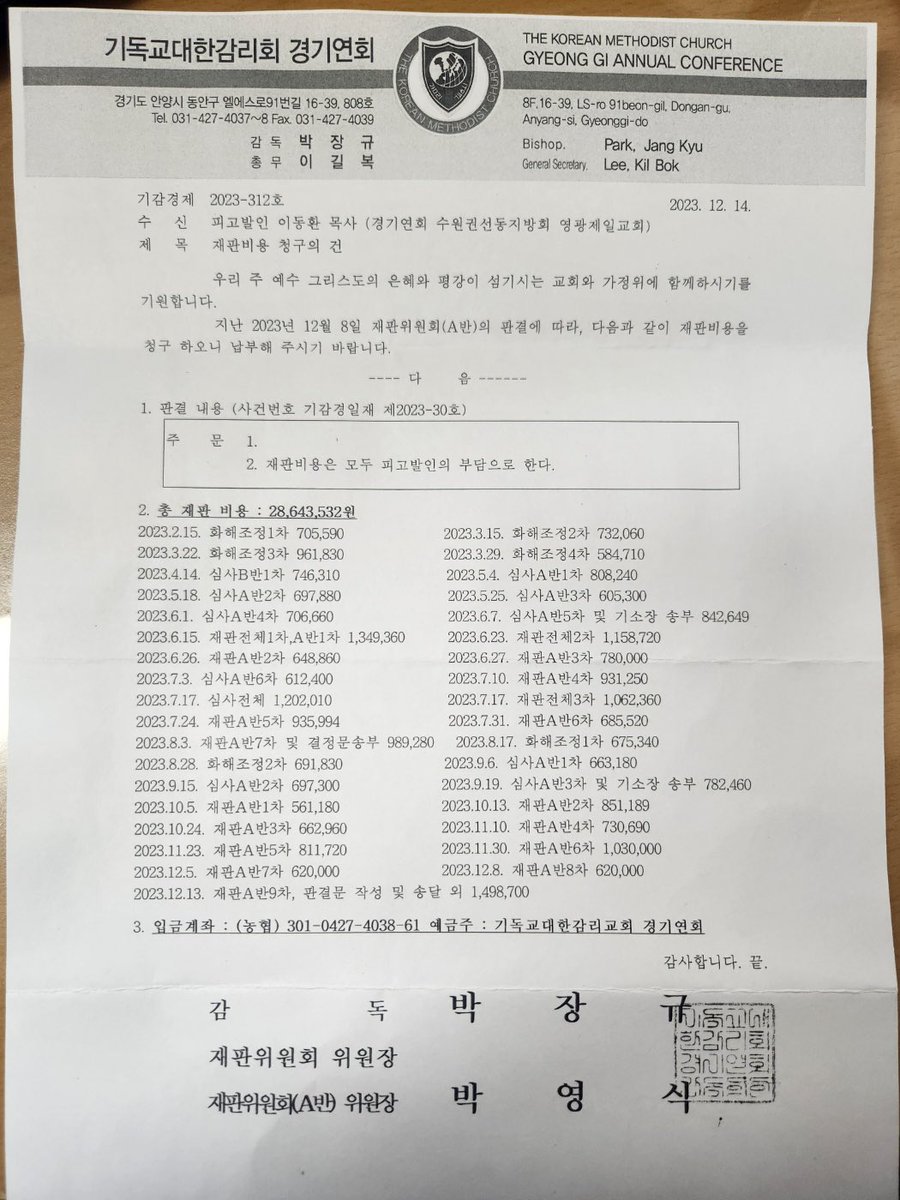 기독교대한감리회 경기연회
THE KOREAN METHODIST CHURCH
GYEONG GI ANNUAL CONFERENCE
THE KOREAN METHODIST CHURCH
경기도 안양시 동안구 엘에스로91번길 16-39, 808호
Tel. 031-427-4037~8 Fax. 031-427-4039
감 독 박 장 규
총 무 이 길 복
8F,16-39, LS-ro 91beon-gil, Dongan-gu,
Anyang-si, Gyeonggi-do
Bishop. Park, Jang Kyu
General Secretary. Lee, Kil Bok
기감경제 2023-312호 2023. 12. 14.
수 신 피고발인 이동환 목사 (경기연회 수원권선동지방회 영광제일교회)
제 목 재판비용 청구의 건
우리 주 예수 그리스도의 은혜와 평강이 섬기시는 교회와 가정위에 함께하시기를
기원합니다.
지난 2023년 12월 8일 재판위원회(A반)의 판결에 따라, 다음과 같이 재판비용을
청구 하오니 납부해 주시기 바랍니다.
---- 다 음 ------
1. 판결 내용 (사건번호 기감경일재 제2023-30호)
주 문 1.
2. 재판비용은 모두 피고발인의 부담으로 한다.
2. 총 재판 비용 : 28,643,532원
2023.2.15. 화해조정1차 705,590 2023.3.15. 화해조정2차 732,060
2023.3.22. 화해조정3차 961,830 2023.3.29. 화해조정4차 584,710
2023.4.14. 심사B반1차 746,310 2023.5.4. 심사A반1차 808,240
2023.5.18. 심사A반2차 697,880 2023.5.25. 심사A반3차 605,300
2023.6.1. 심사A반4차 706,660 2023.6.7. 심사A반5차 및 기소장 송부 842,649
2023.6.15. 재판전체1차,A반1차 1,349,360 2023.6.23. 재판전체2차 1,158,720
2023.6.26. 재판A반2차 648,860 2023.6.27. 재판A반3차 780,000
2023.7.3. 심사A반6차 612,400 2023.7.10. 재판A반4차 931,250
2023.7.17. 심사전체 1,202,010 2023.7.17. 재판전체3차 1,062,360
2023.7.24. 재판A반5차 935,994 2023.7.31. 재판A반6차 685,520
2023.8.3. 재판A반7차 및 결정문송부 989,280 2023.8.17. 화해조정1차 675,340
2023.8.28. 화해조정2차 691,830 2023.9.6. 심사A반1차 663,180
2023.9.15. 심사A반2차 697,300 2023.9.19. 심사A반3차 및 기소장 송부 782,460
2023.10.5. 재판A반1차 561,180 2023.10.13. 재판A반2차 851,189
2023.10.24. 재판A반3차 662,960 2023.11.10. 재판A반4차 730,690
2023.11.23. 재판A반5차 811,720 2023.11.30. 재판A반6차 1,030,000
2023.12.5. 재판A반7차 620,000 2023.12.8. 재판A반8차 620,000
2023.12.13. 재판A반9차, 판결문 작성 및 송달 외 1,498,700
3. 입금계좌 : (농협) 301-0427-4038-61 예금주 : 기독교대한감리교회 경기연회
감사합니다. 끝.
감 독 박 장 규
재판위원회 위원장
재판위원회(A반) 위원장 박 영 식